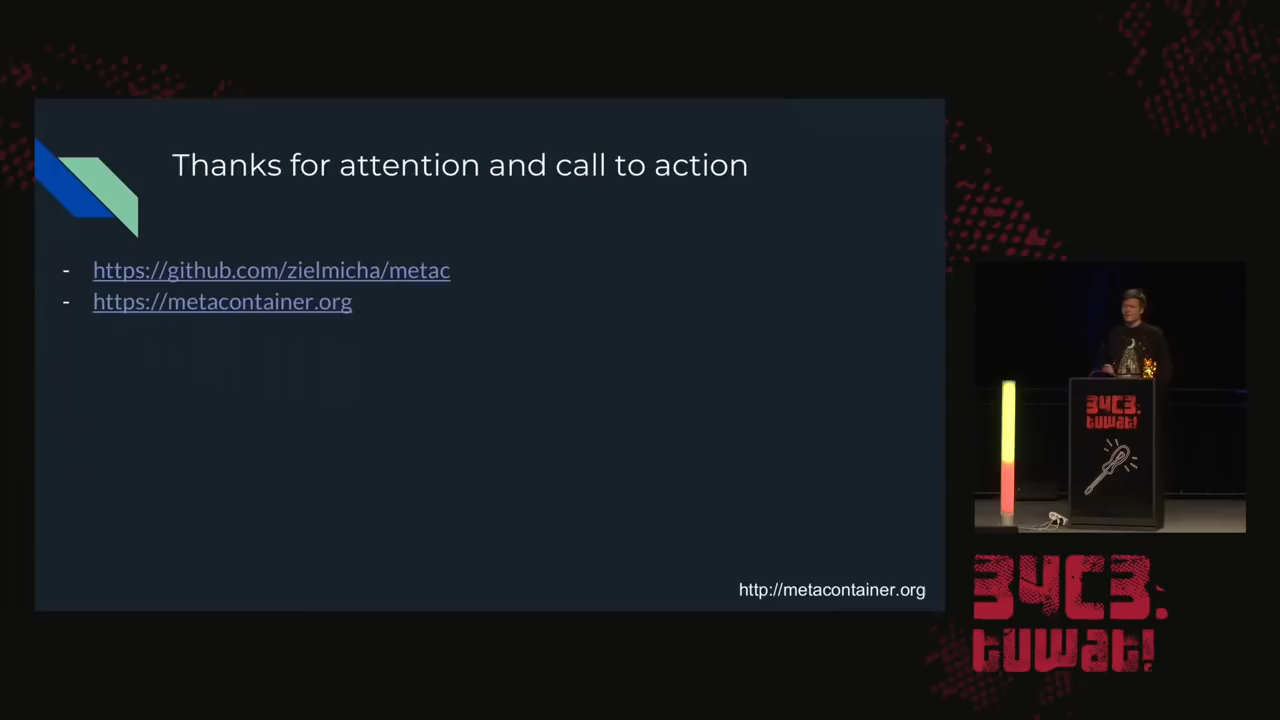 Thanks for attention and call to action
- https://github.com/zielmicha/metac
- https://metacontainer.org
http://metacontainer.org
34C3.
tuwat!
34C3.
tuwat!